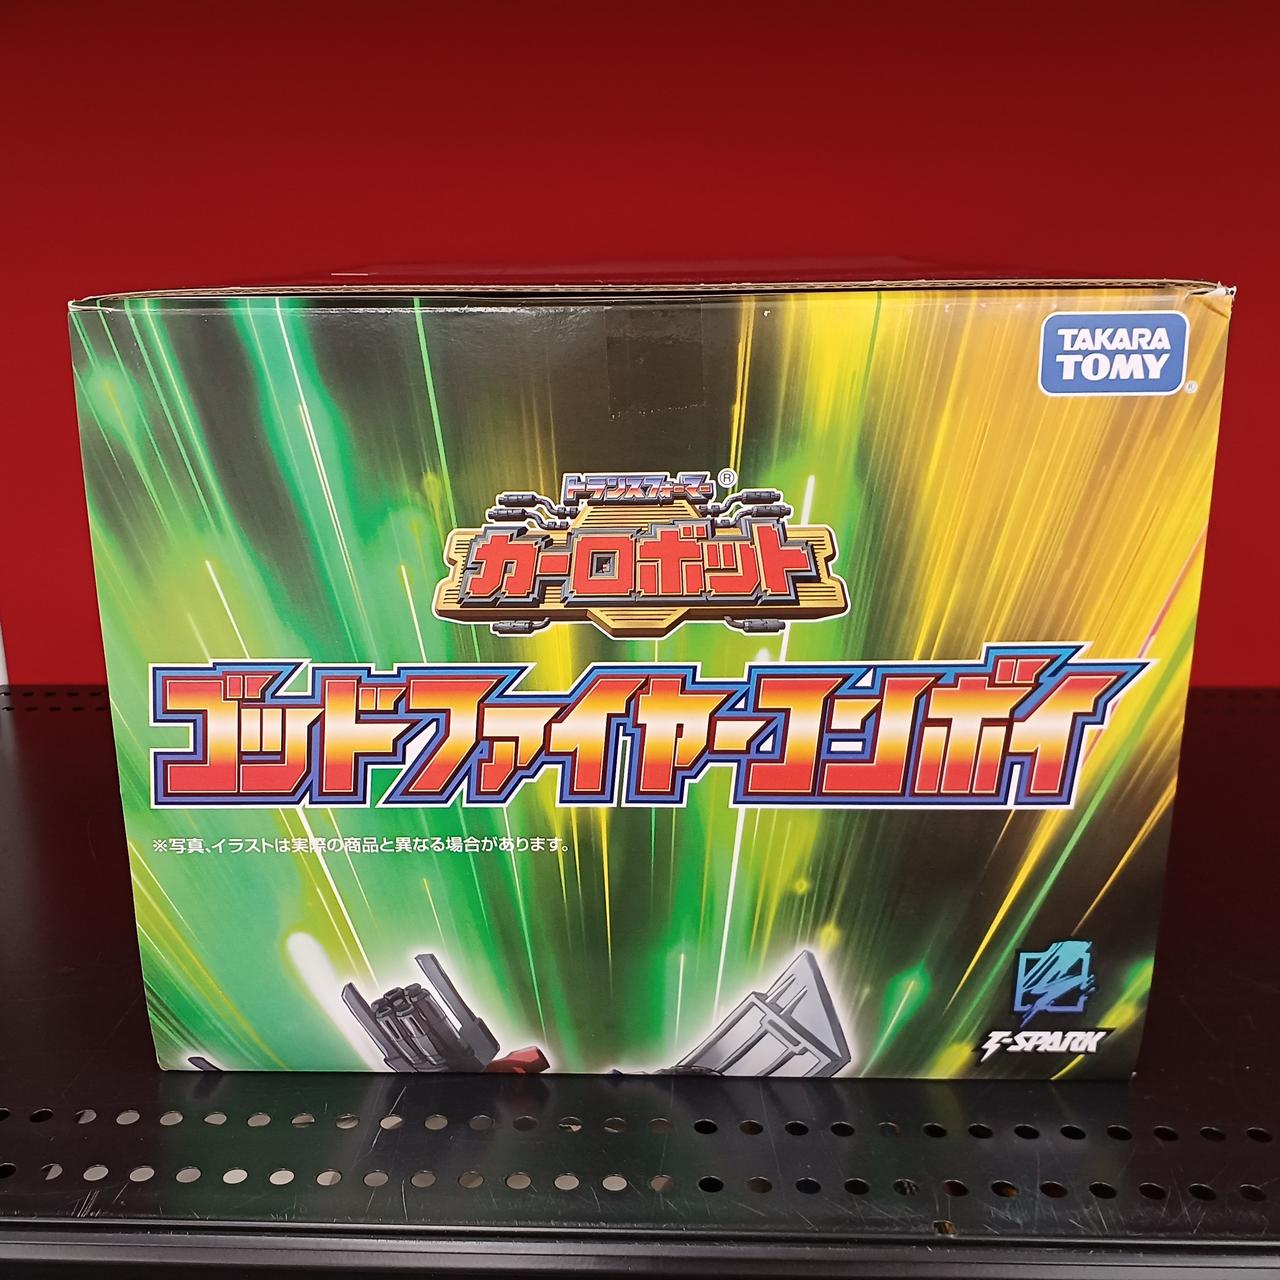 TAKARA
TOMY
®
トランスフォーマー®
カーロボット
ゴッドファイヤーコンボイ
※写真、イラストは実際の商品と異なる場合があります。
T-SPARK